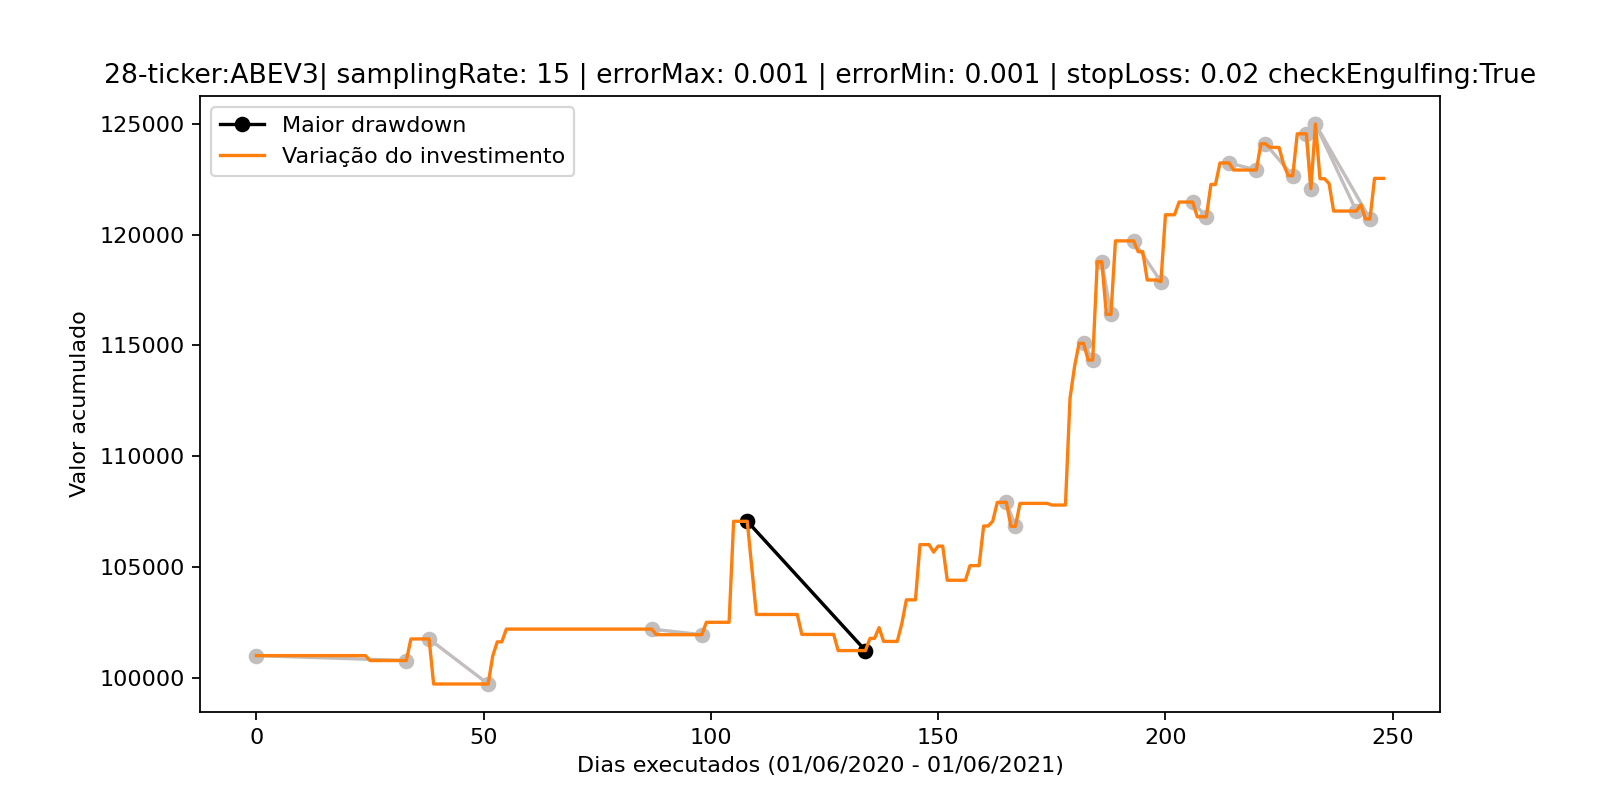 28-ticker:ABEV3| samplingRate: 15 | errorMax: 0.001 | errorMin: 0.001 | stopLoss: 0.02 checkEngulfing:True
Maior drawdown
Variação do investimento
125000
120000
115000
110000
105000
100000
Valor acumulado
0 50 100 150 200 250
Dias executados (01/06/2020 - 01/06/2021)